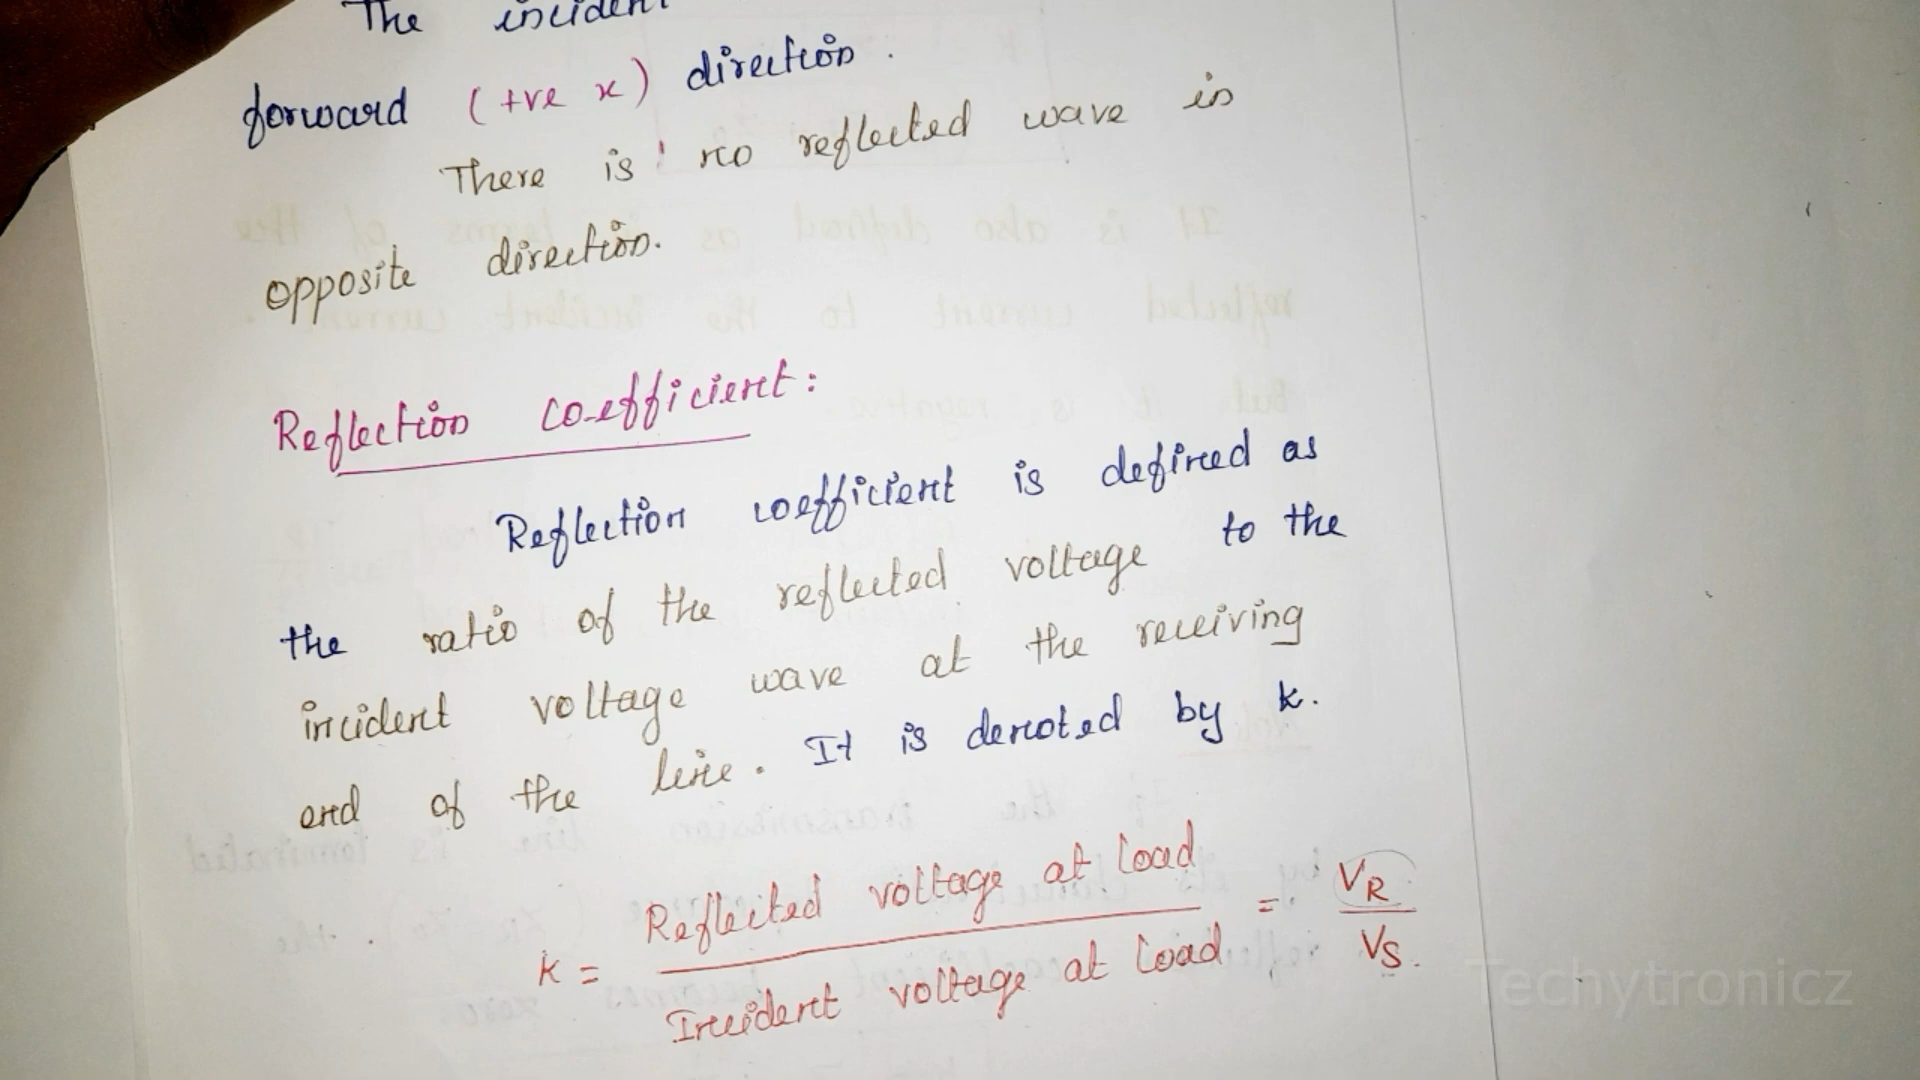 The incident
forward (+ve x) direction.
There is no reflected wave in
opposite direction.
Reflection co-efficient:
Reflection coefficient is defined as
the ratio of the reflected voltage to the
incident voltage wave at the receiving
end of the line. It is denoted by k.
K = Reflected voltage at load / Incident voltage at load = VR / VS.
Techytronicz